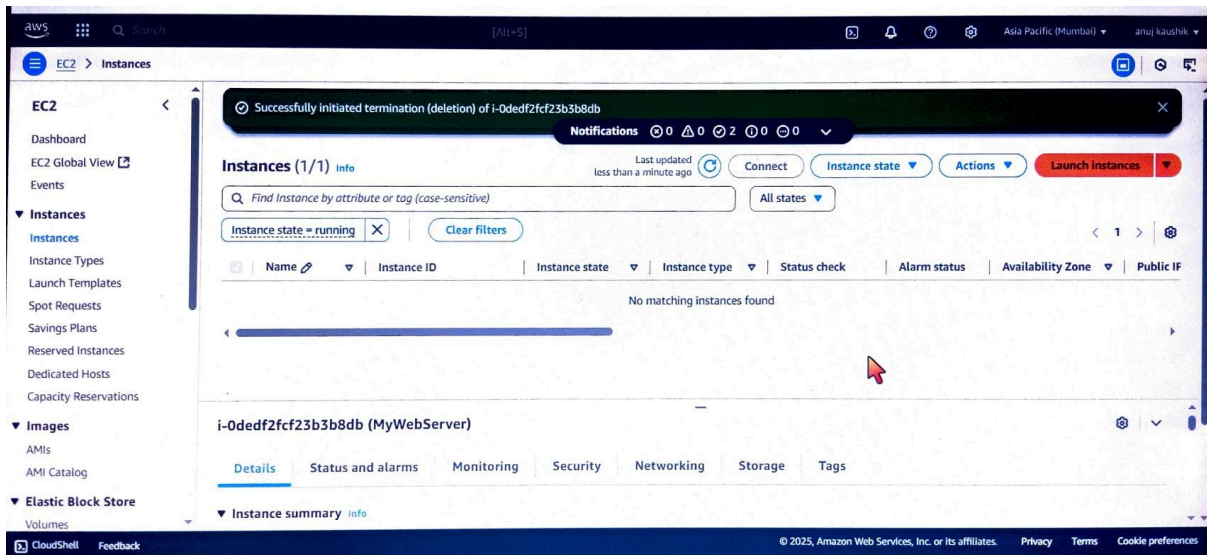 aws Search [Alt+S] Asia Pacific (Mumbai) anuj kaushik
EC2 > Instances
EC2
Dashboard
EC2 Global View
Events
Instances
Instances
Instance Types
Launch Templates
Spot Requests
Savings Plans
Reserved Instances
Dedicated Hosts
Capacity Reservations
Images
AMIs
AMI Catalog
Elastic Block Store
Volumes
Successfully initiated termination (deletion) of i-0dedf2fcf23b3b8db
Notifications 0 0 2 0 0
Instances (1/1) Info
Last updated
less than a minute ago
Connect Instance state Actions Launch instances
Find Instance by attribute or tag (case-sensitive) All states
Instance state = running Clear filters 1
Name Instance ID Instance state Instance type Status check Alarm status Availability Zone Public IP
No matching instances found
i-0dedf2fcf23b3b8db (MyWebServer)
Details Status and alarms Monitoring Security Networking Storage Tags
Instance summary Info
CloudShell Feedback © 2025, Amazon Web Services, Inc. or its affiliates. Privacy Terms Cookie preferences